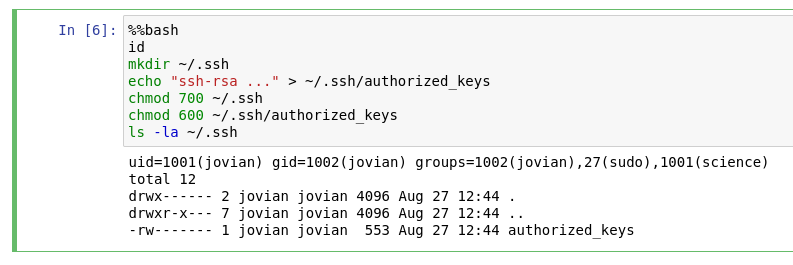 In [6]: %%bash
id
mkdir ~/.ssh
echo "ssh-rsa ..." > ~/.ssh/authorized_keys
chmod 700 ~/.ssh
chmod 600 ~/.ssh/authorized_keys
ls -la ~/.ssh
uid=1001(jovian) gid=1002(jovian) groups=1002(jovian),27(sudo),1001(science)
total 12
drwx------ 2 jovian jovian 4096 Aug 27 12:44 .
drwxr-x--- 7 jovian jovian 4096 Aug 27 12:44 ..
-rw------- 1 jovian jovian  553 Aug 27 12:44 authorized_keys